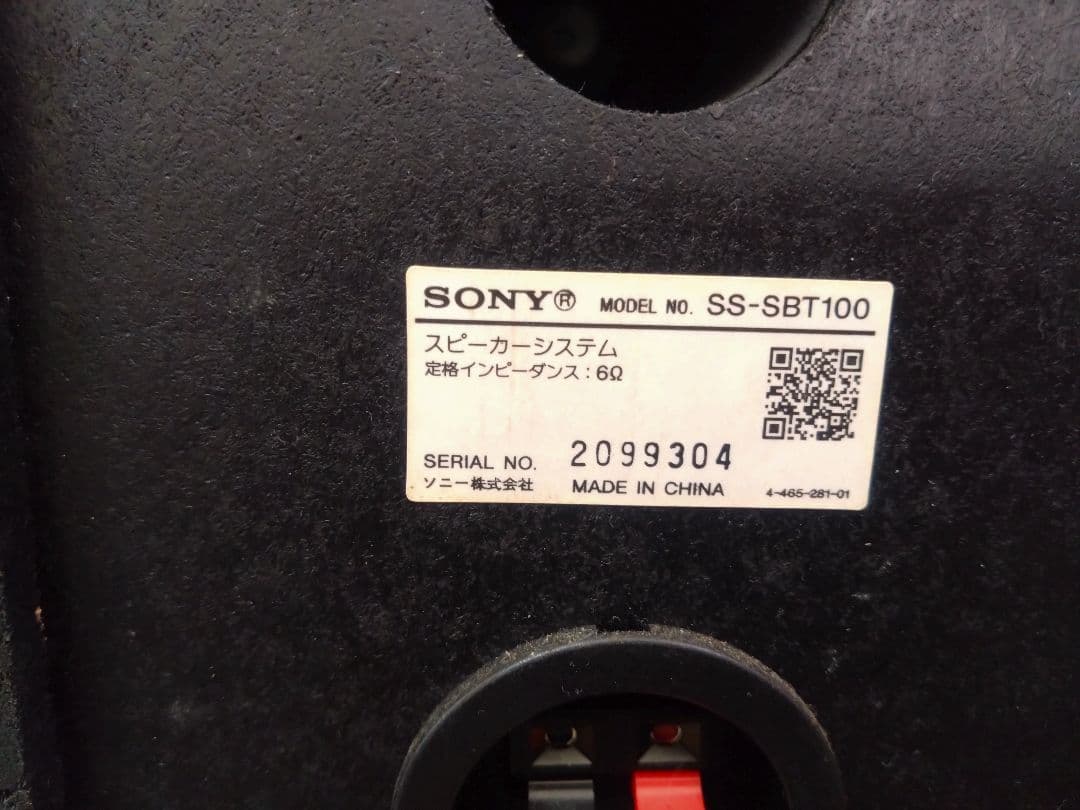 SONY® MODEL NO. SS-SBT100
スピーカーシステム
定格インピーダンス：6Ω
SERIAL NO. 2099304
ソニー株式会社 MADE IN CHINA 4-465-281-01